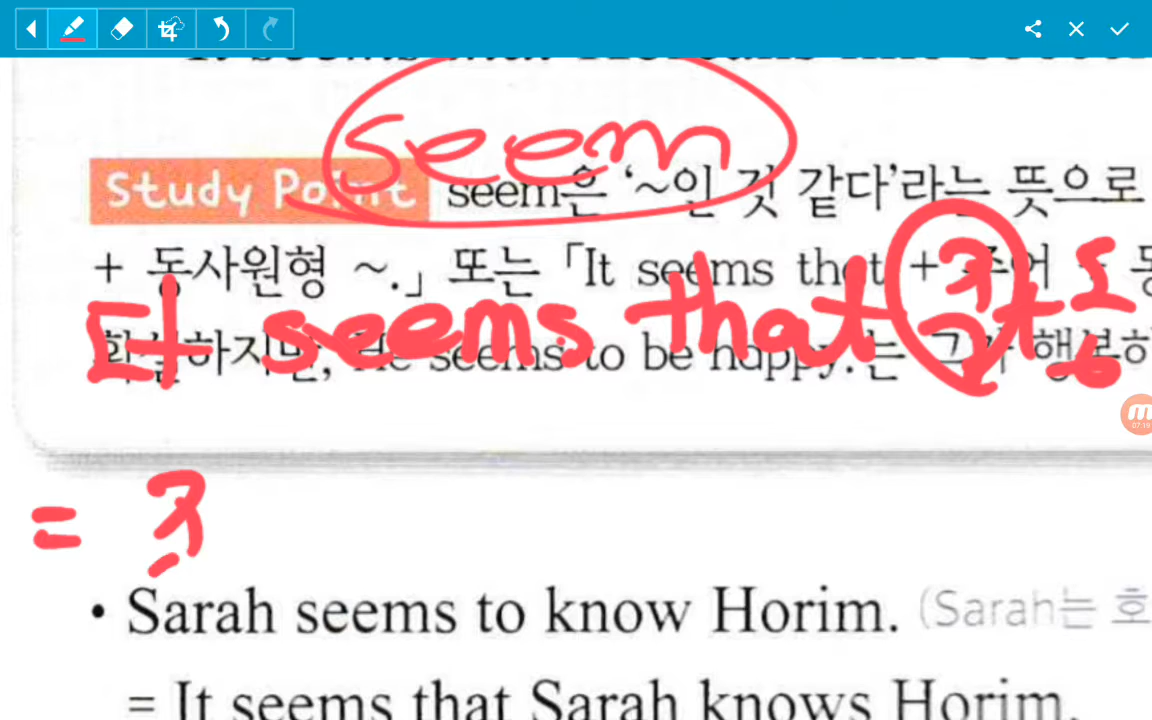 seem
Study Point seem은 '~인 것 같다'라는 뜻으로
+ 동사원형 ~.」 또는 「It seems that + 주어
It seems that 주 + 동
하지만, He seems to be happy.는 그가 행복하
= 주
• Sarah seems to know Horim. (Sarah는 호
= It seems that Sarah knows Horim.